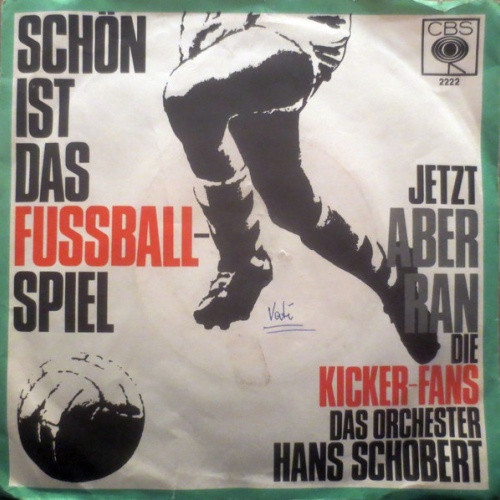 SCHÖN
IST
DAS
FUSSBALL-
SPIEL
CBS
2222
JETZT
ABER
RAN
DIE
KICKER-FANS
DAS ORCHESTER
HANS SCHOBERT